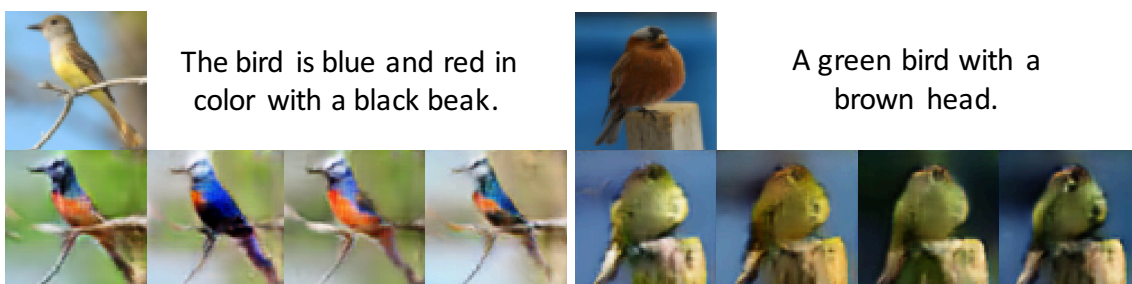 The bird is blue and red in
color with a black beak.
A green bird with a
brown head.